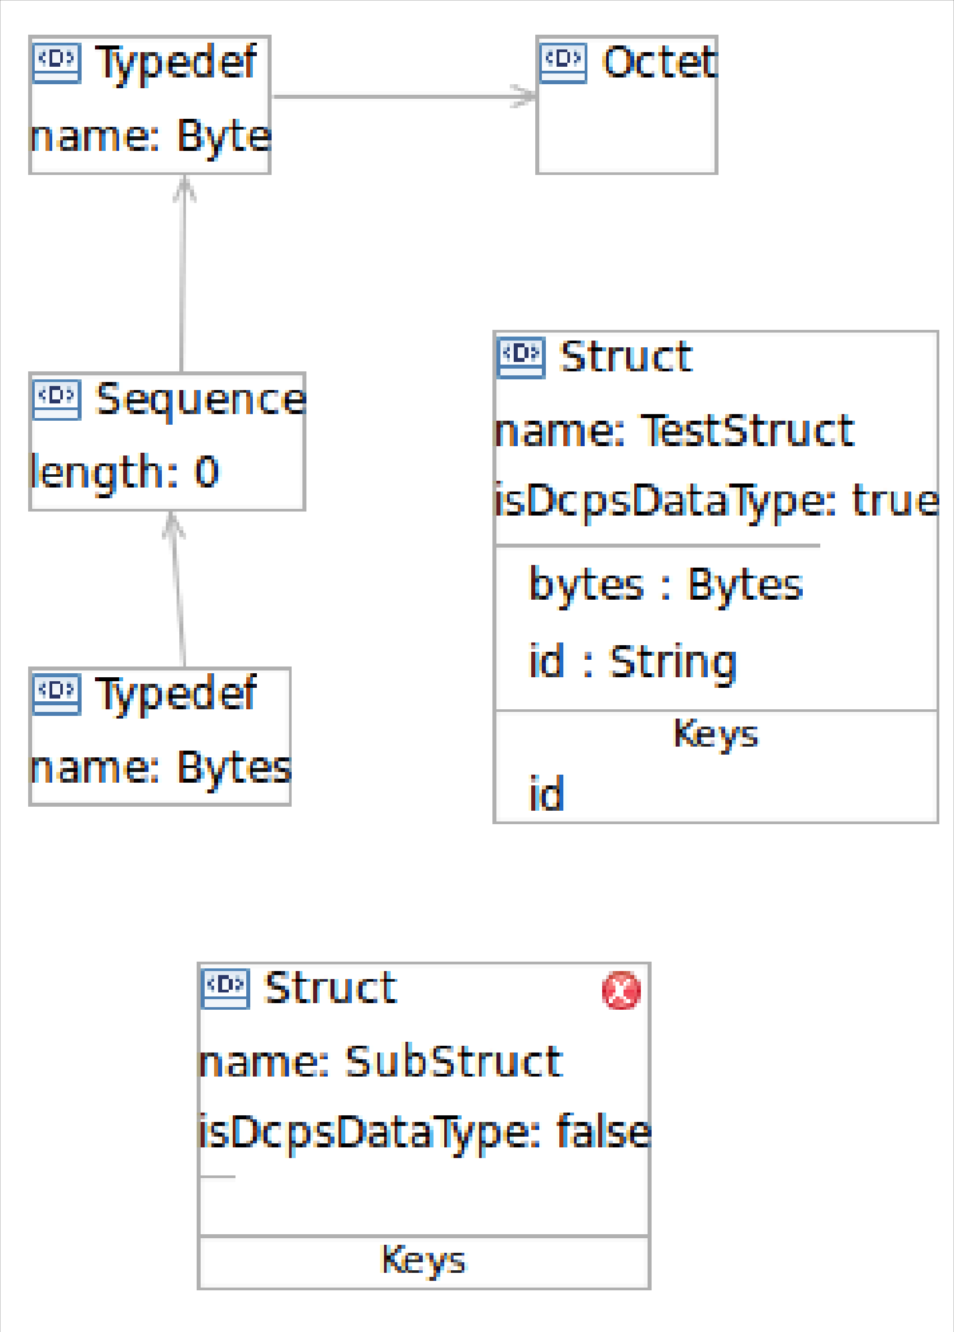 <D> Typedef
name: Byte
<D> Octet
<D> Sequence
length: 0
<D> Typedef
name: Bytes
<D> Struct
name: TestStruct
isDcpsDataType: true
bytes : Bytes
id : String
Keys
id
<D> Struct
name: SubStruct
isDcpsDataType: false
Keys